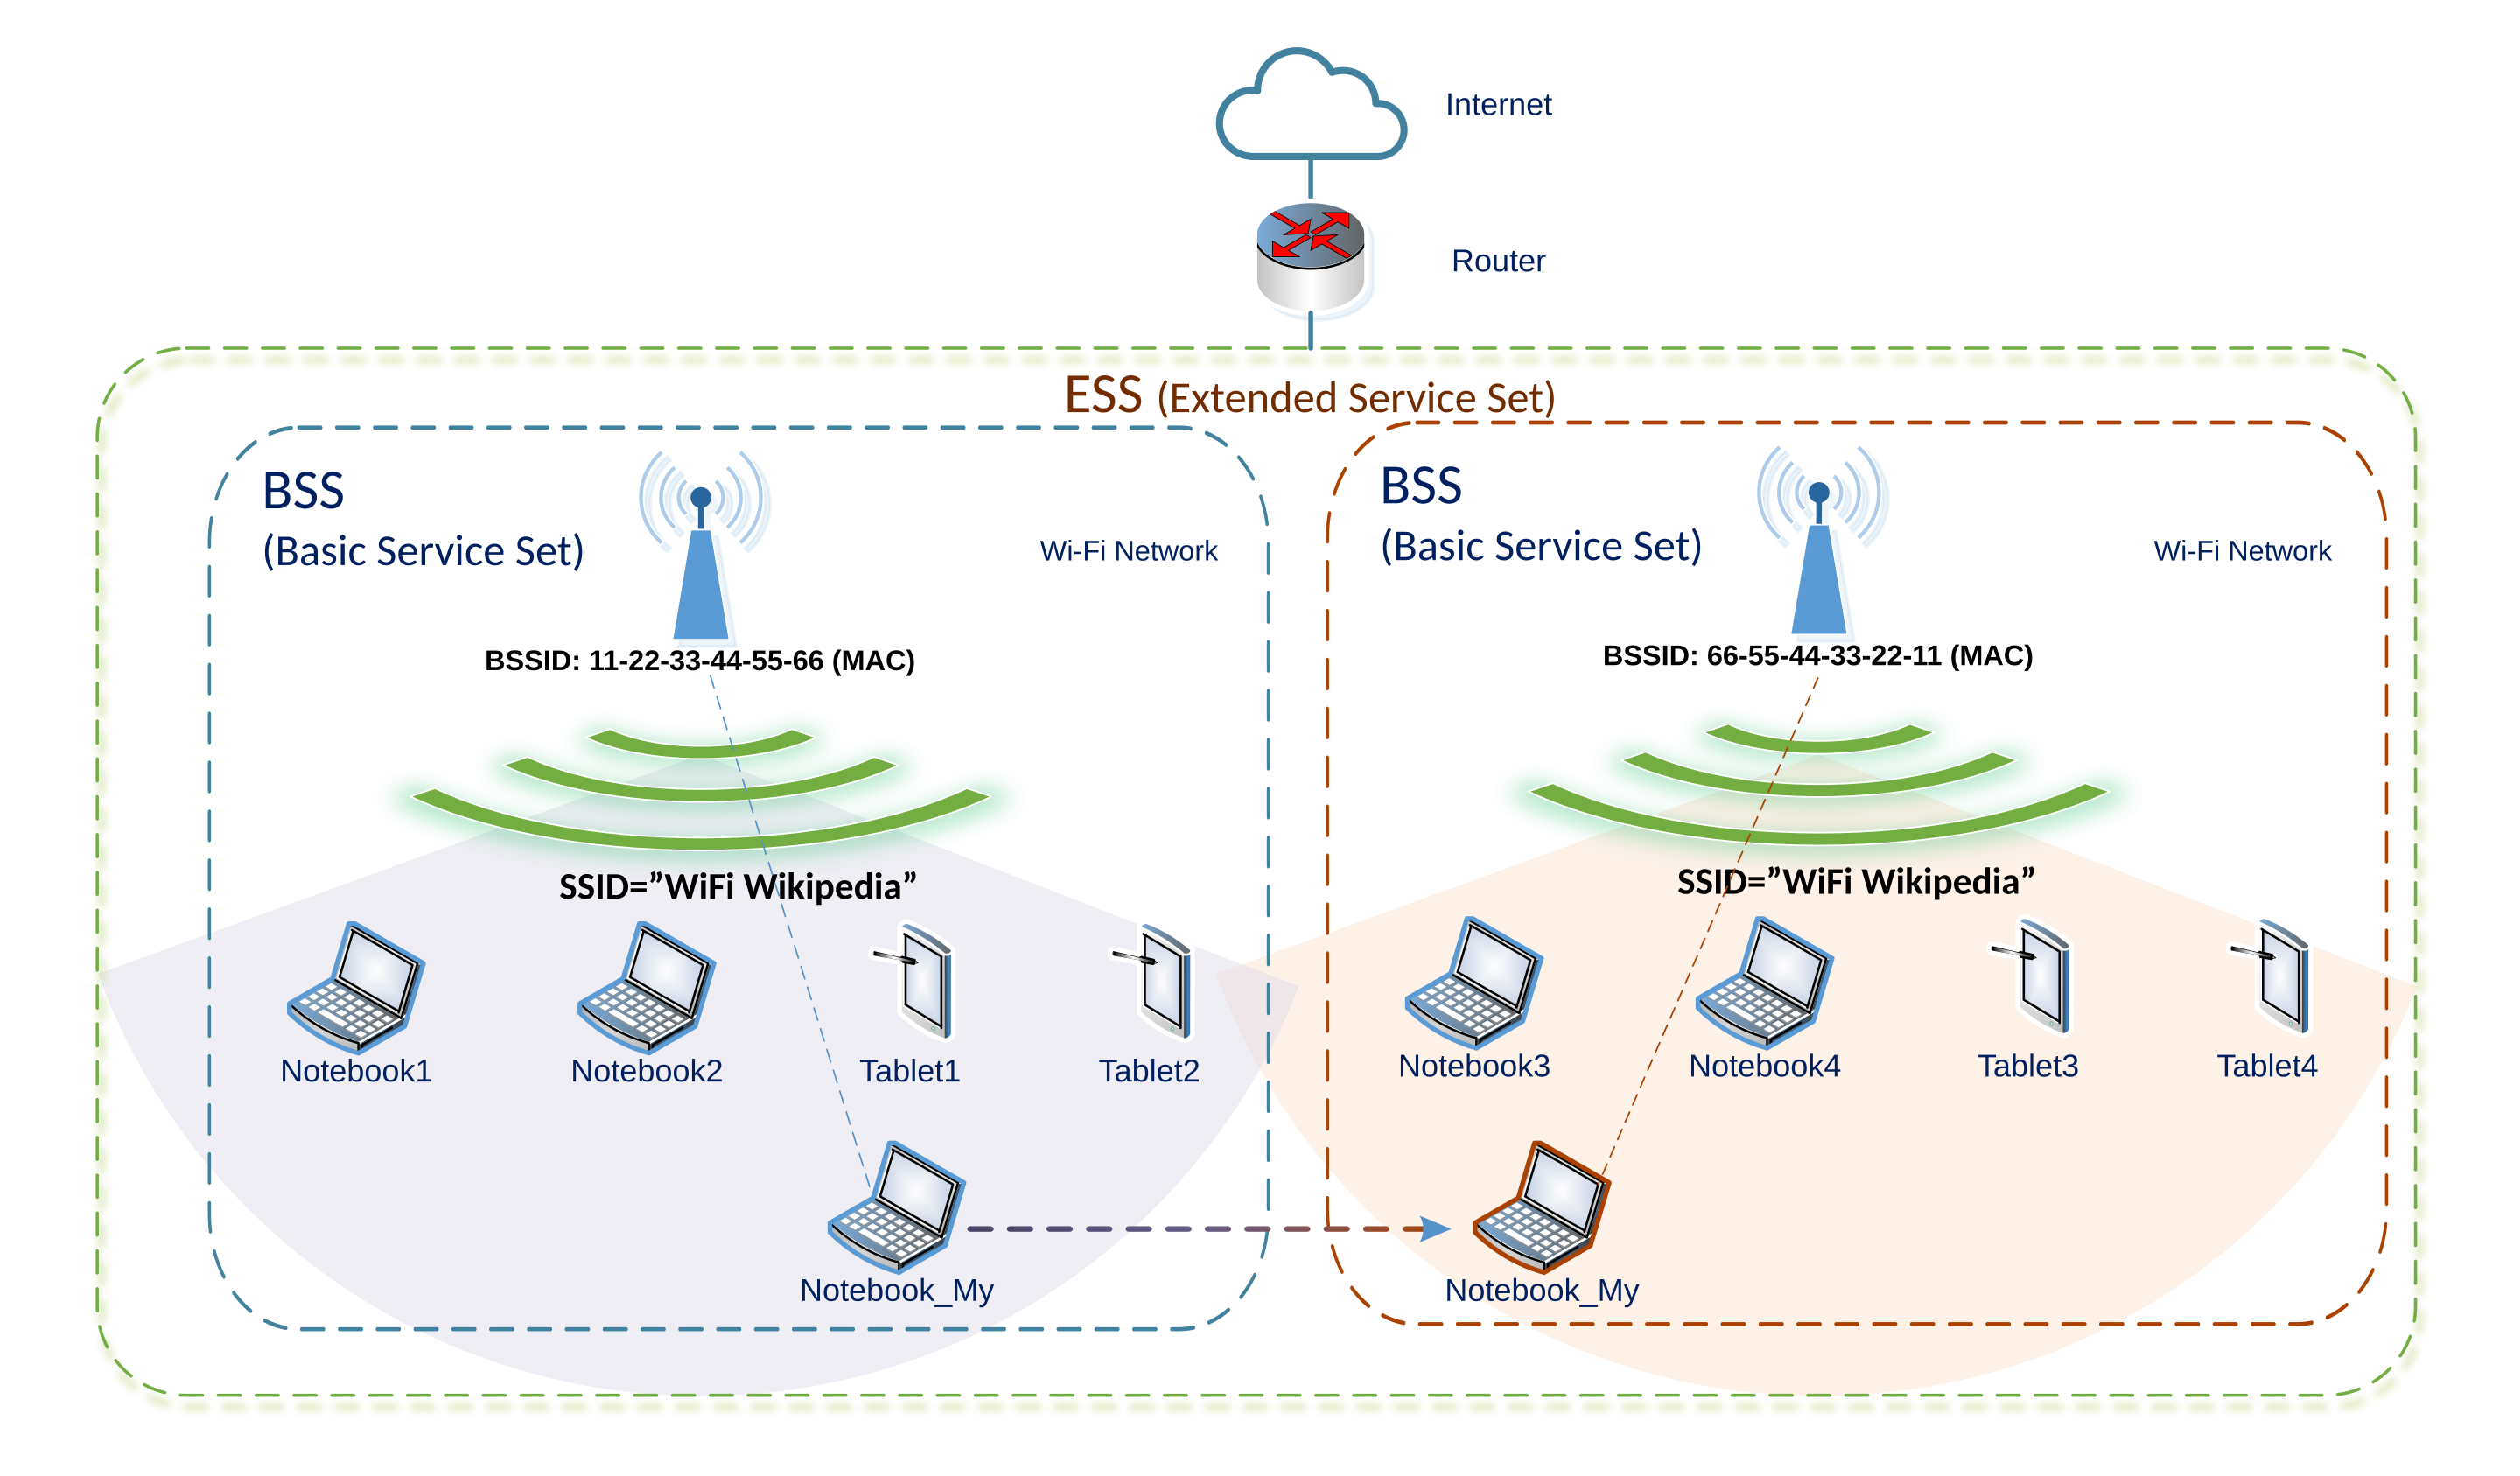 Internet
Router
ESS (Extended Service Set)
BSS
(Basic Service Set)
Wi-Fi Network
BSSID: 11-22-33-44-55-66 (MAC)
SSID=”WiFi Wikipedia”
Notebook1
Notebook2
Tablet1
Tablet2
Notebook_My
BSS
(Basic Service Set)
Wi-Fi Network
BSSID: 66-55-44-33-22-11 (MAC)
SSID=”WiFi Wikipedia”
Notebook3
Notebook4
Tablet3
Tablet4
Notebook_My